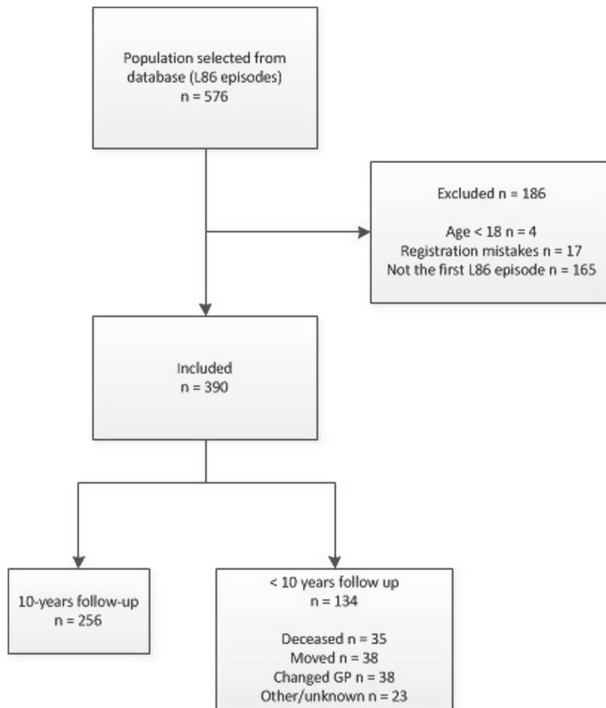 Population selected from
database (L86 episodes)
n = 576
Excluded n = 186
Age < 18 n = 4
Registration mistakes n = 17
Not the first L86 episode n = 165
Included
n = 390
10-years follow-up
n = 256
< 10 years follow up
n = 134
Deceased n = 35
Moved n = 38
Changed GP n = 38
Other/unknown n = 23